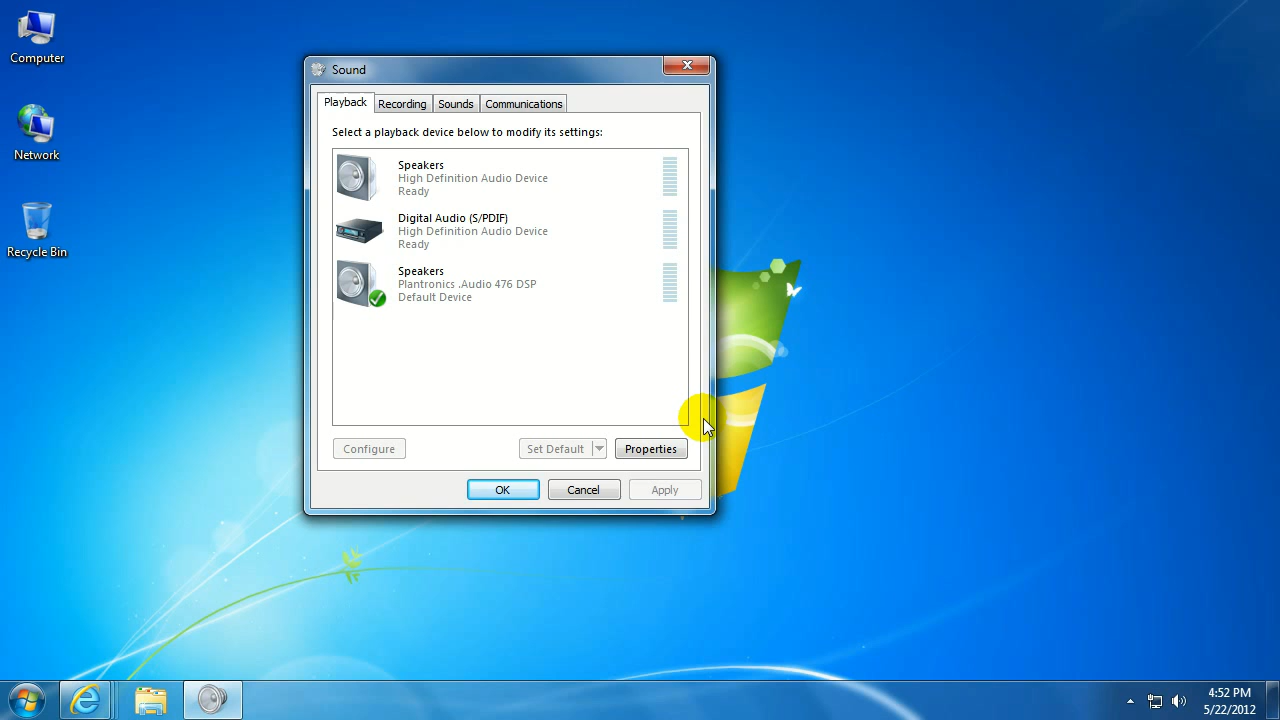 Computer
Network
Recycle Bin
Sound
Playback Recording Sounds Communications
Select a playback device below to modify its settings:
Speakers
High Definition Audio Device
Ready
Digital Audio (S/PDIF)
High Definition Audio Device
Ready
Speakers
Plantronics .Audio 476 DSP
Default Device
Configure Set Default Properties
OK Cancel Apply
4:52 PM
5/22/2012